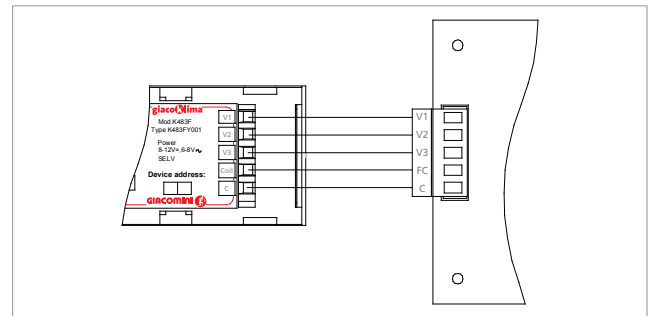 giacoklima
Mod.K483F
Type K483FY001
Power
8-12V=,6-8V~
SELV
Device address:
GIACOMINI
V1
V2
V3
Coil
C
V1
V2
V3
FC
C